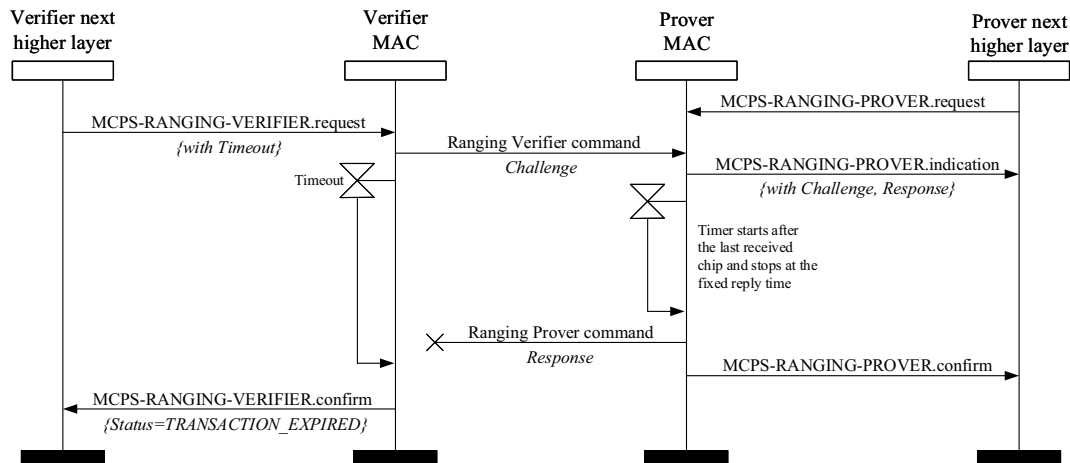 Verifier next
higher layer
Verifier
MAC
Prover
MAC
Prover next
higher layer
MCPS-RANGING-PROVER.request
MCPS-RANGING-VERIFIER.request
{with Timeout}
Ranging Verifier command
Challenge
MCPS-RANGING-PROVER.indication
{with Challenge, Response}
Timeout
Timer starts after
the last received
chip and stops at the
fixed reply time
Ranging Prover command
Response
MCPS-RANGING-PROVER.confirm
MCPS-RANGING-VERIFIER.confirm
{Status=TRANSACTION_EXPIRED}